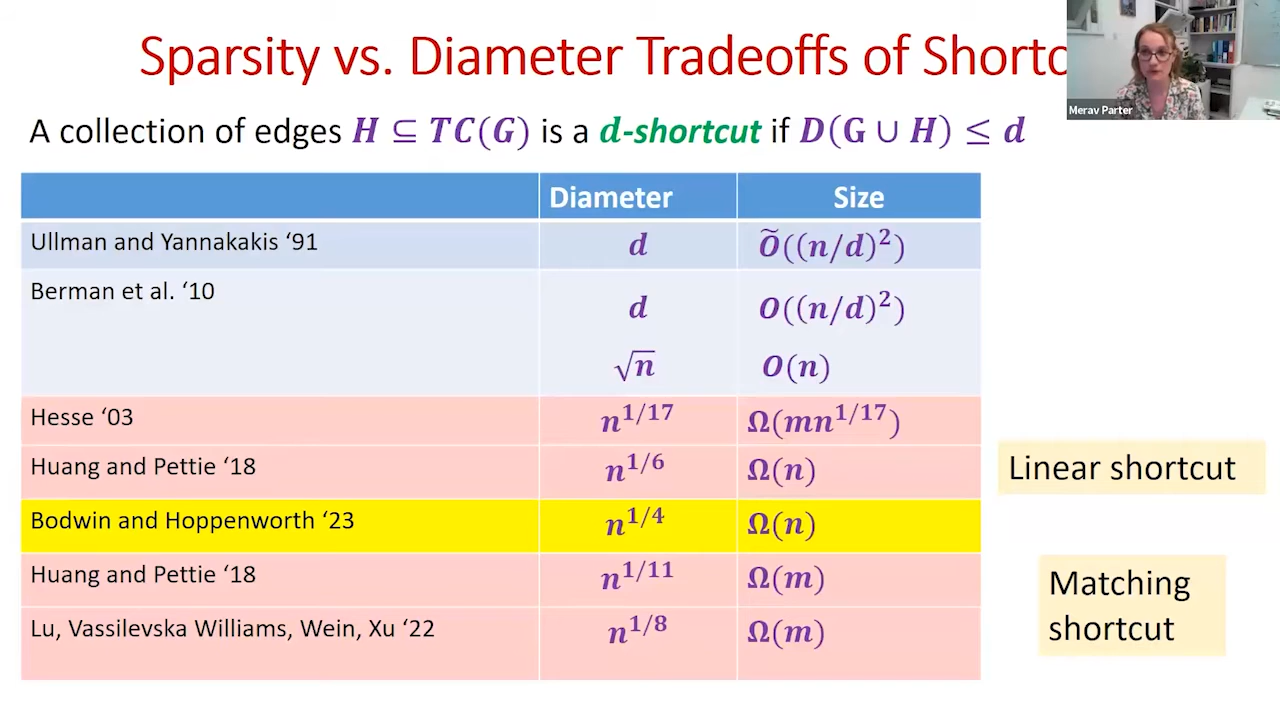 Sparsity vs. Diameter Tradeoffs of Shortc
Merav Parter
A collection of edges H ⊆ TC(G) is a d-shortcut if D(G ∪ H) ≤ d
Diameter Size
Ullman and Yannakakis ‘91 d Õ((n/d)²)
Berman et al. ‘10 d O((n/d)²)
√n O(n)
Hesse ‘03 n^{1/17} Ω(mn^{1/17})
Huang and Pettie ‘18 n^{1/6} Ω(n) Linear shortcut
Bodwin and Hoppenworth ‘23 n^{1/4} Ω(n)
Huang and Pettie ‘18 n^{1/11} Ω(m)
Lu, Vassilevska Williams, Wein, Xu ‘22 n^{1/8} Ω(m)
Matching
shortcut